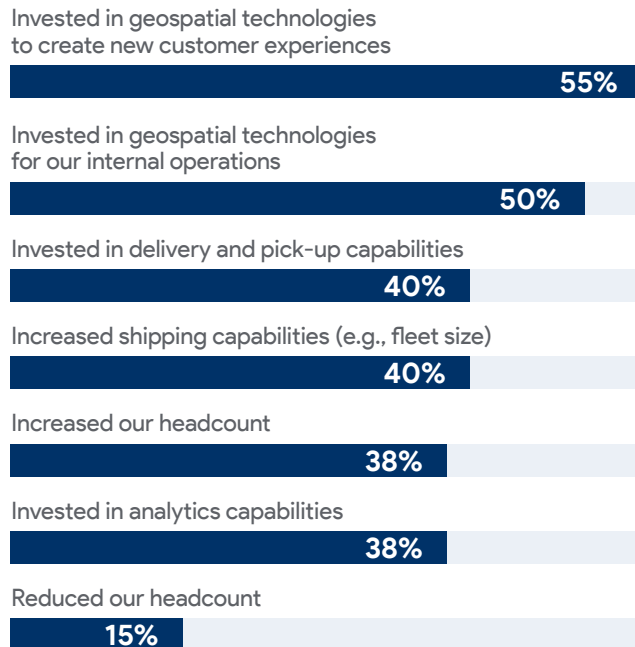 Invested in geospatial technologies
to create new customer experiences
55%
Invested in geospatial technologies
for our internal operations
50%
Invested in delivery and pick-up capabilities
40%
Increased shipping capabilities (e.g., fleet size)
40%
Increased our headcount
38%
Invested in analytics capabilities
38%
Reduced our headcount
15%